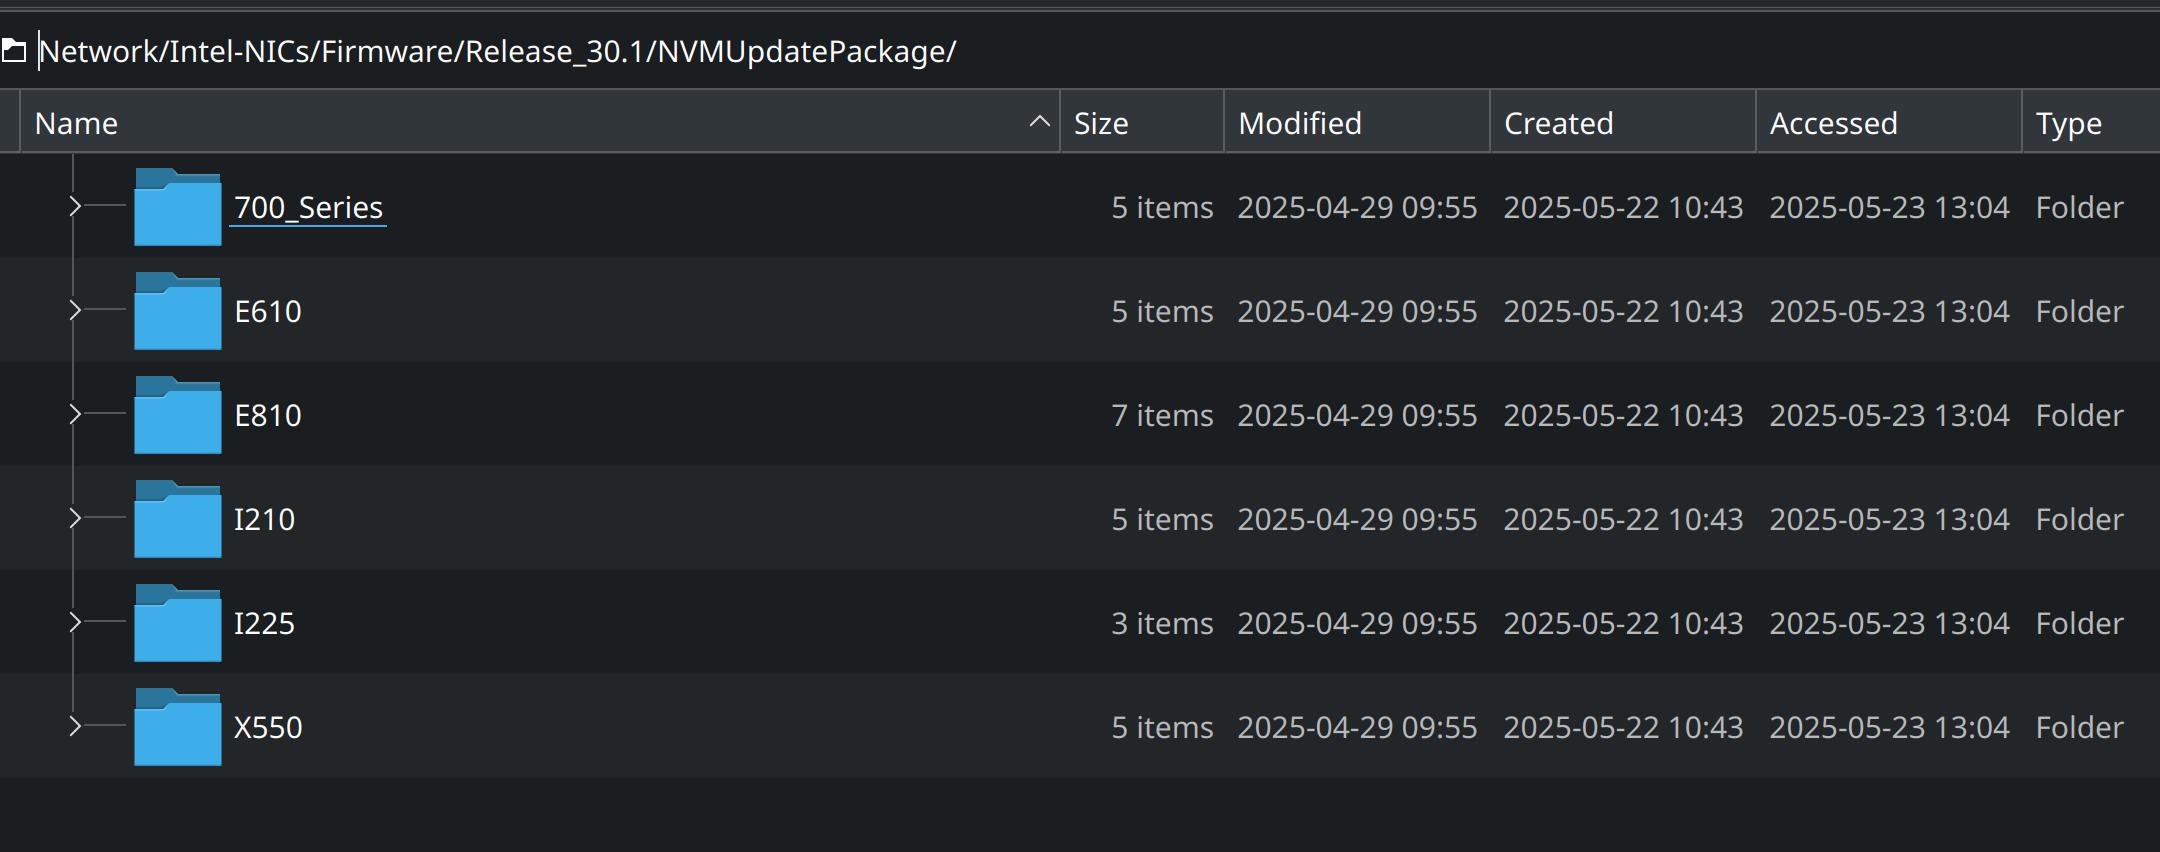 Network/Intel-NICs/Firmware/Release_30.1/NVMUpdatePackage/
Name Size Modified Created Accessed Type
700_Series 5 items 2025-04-29 09:55 2025-05-22 10:43 2025-05-23 13:04 Folder
E610 5 items 2025-04-29 09:55 2025-05-22 10:43 2025-05-23 13:04 Folder
E810 7 items 2025-04-29 09:55 2025-05-22 10:43 2025-05-23 13:04 Folder
I210 5 items 2025-04-29 09:55 2025-05-22 10:43 2025-05-23 13:04 Folder
I225 3 items 2025-04-29 09:55 2025-05-22 10:43 2025-05-23 13:04 Folder
X550 5 items 2025-04-29 09:55 2025-05-22 10:43 2025-05-23 13:04 Folder